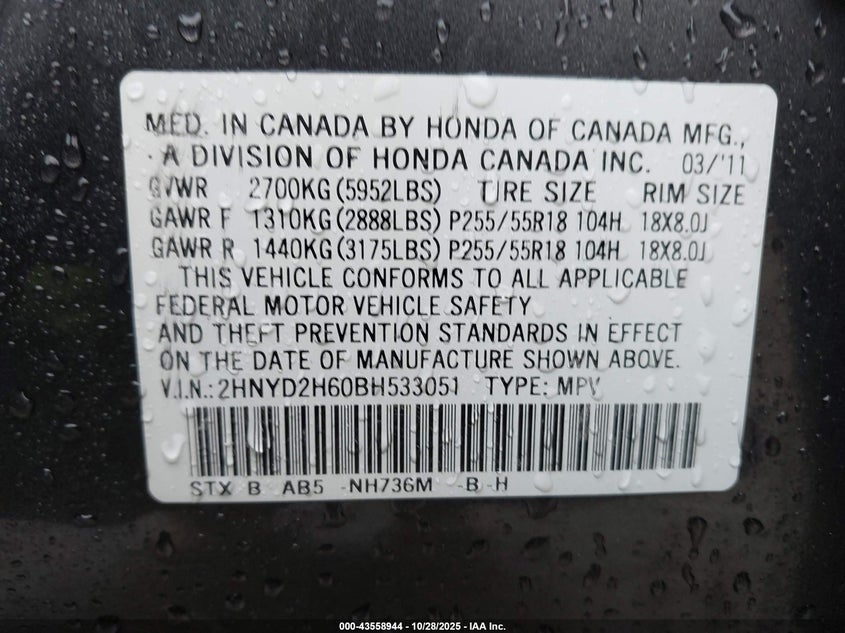 MFD. IN CANADA BY HONDA OF CANADA MFG.,
A DIVISION OF HONDA CANADA INC. 03/'11
GVWR 2700KG(5952LBS) TIRE SIZE RIM SIZE
GAWR F 1310KG(2888LBS) P255/55R18 104H 18X8.0J
GAWR R 1440KG(3175LBS) P255/55R18 104H 18X8.0J
THIS VEHICLE CONFORMS TO ALL APPLICABLE
FEDERAL MOTOR VEHICLE SAFETY
AND THEFT PREVENTION STANDARDS IN EFFECT
ON THE DATE OF MANUFACTURE SHOWN ABOVE.
V.I.N.:2HNYD2H60BH533051 TYPE: MPV
STX B AB5 -NH736M -B -H
000-43558944 - 10/28/2025 - IAA Inc.